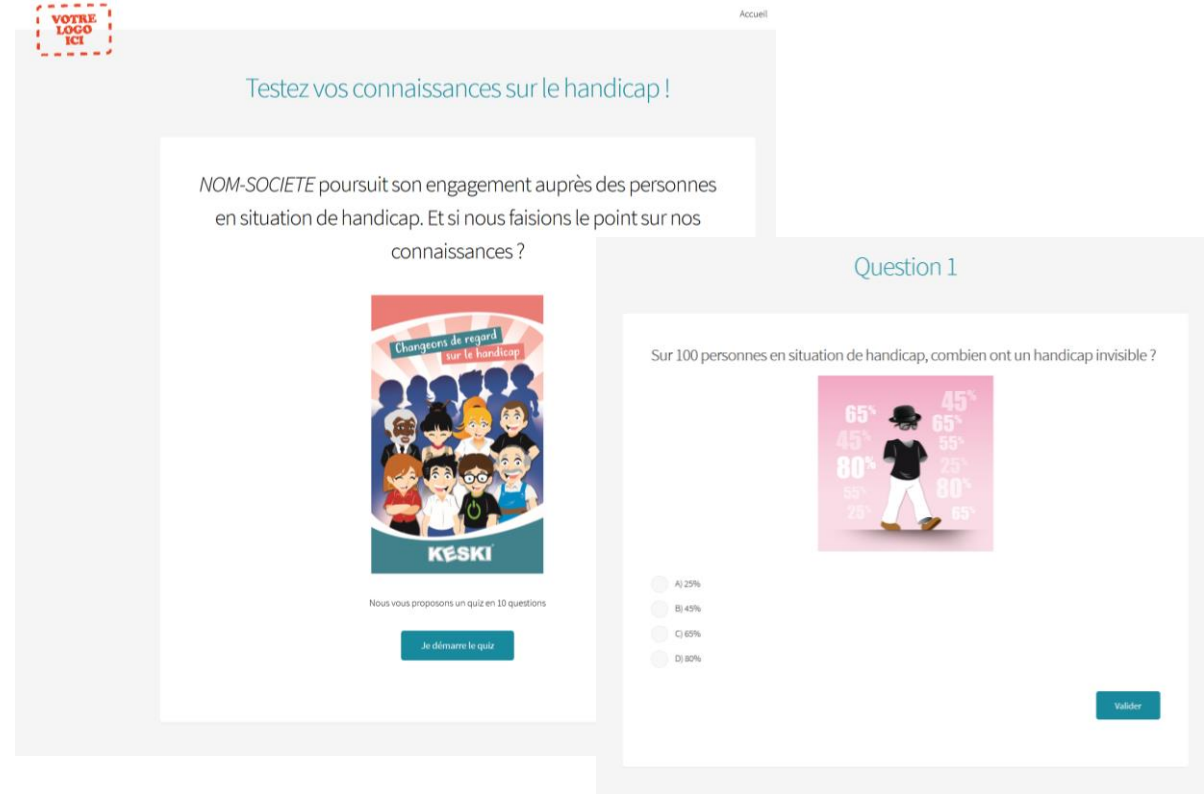 VOTRE
LOGO
ICI
Accueil
Testez vos connaissances sur le handicap !
NOM-SOCIETE poursuit son engagement auprès des personnes
en situation de handicap. Et si nous faisions le point sur nos
connaissances ?
Changeons de regard
sur le handicap
KESKI
Nous vous proposons un quiz en 10 questions
Je démarre le quiz
Question 1
Sur 100 personnes en situation de handicap, combien ont un handicap invisible ?
65%
45%
80%
55%
25%
45%
65%
55%
25%
80%
65%
A) 25%
B) 45%
C) 65%
D) 80%
Valider